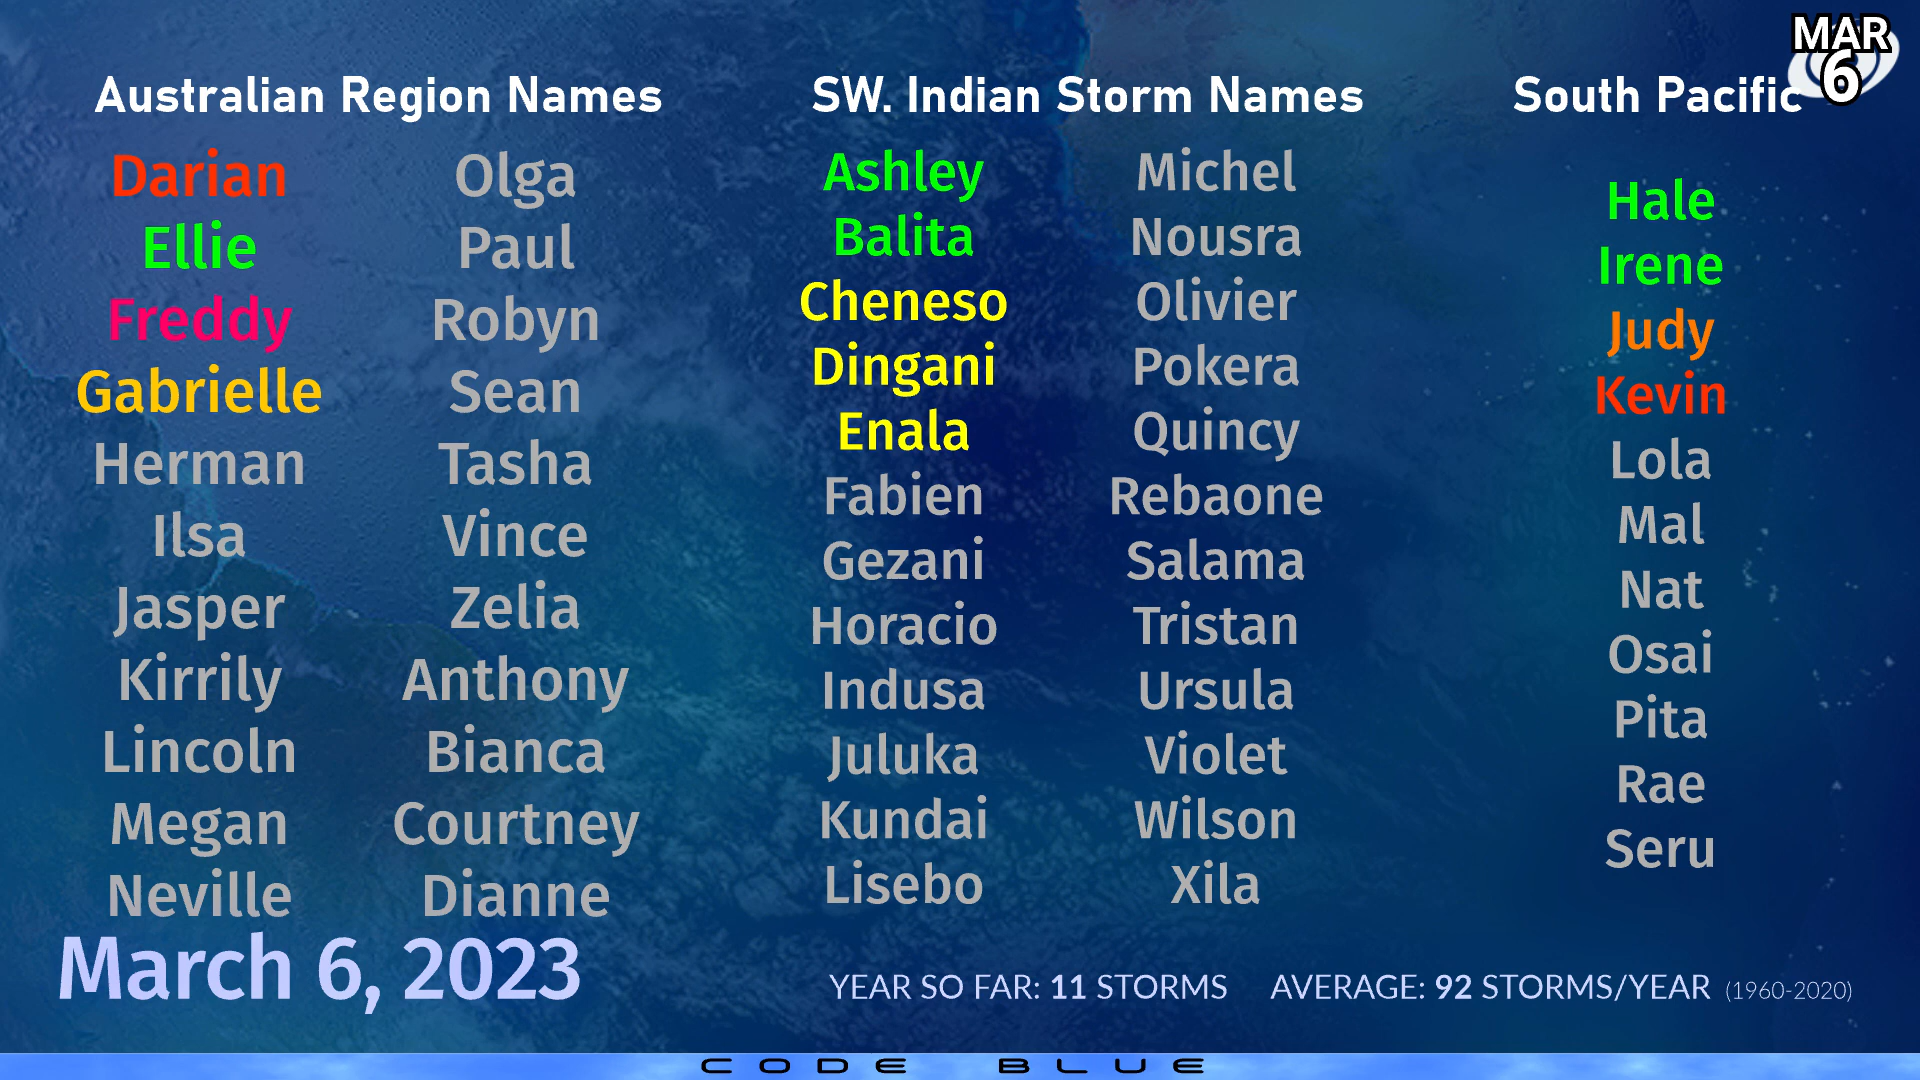 MAR
6
Australian Region Names
Darian
Ellie
Freddy
Gabrielle
Herman
Ilsa
Jasper
Kirrily
Lincoln
Megan
Neville
Olga
Paul
Robyn
Sean
Tasha
Vince
Zelia
Anthony
Bianca
Courtney
Dianne
SW. Indian Storm Names
Ashley
Balita
Cheneso
Dingani
Enala
Fabien
Gezani
Horacio
Indusa
Juluka
Kundai
Lisebo
Michel
Nousra
Olivier
Pokera
Quincy
Rebaone
Salama
Tristan
Ursula
Violet
Wilson
Xila
South Pacific
Hale
Irene
Judy
Kevin
Lola
Mal
Nat
Osai
Pita
Rae
Seru
March 6, 2023
YEAR SO FAR: 11 STORMS
AVERAGE: 92 STORMS/YEAR (1960-2020)
CODE BLUE